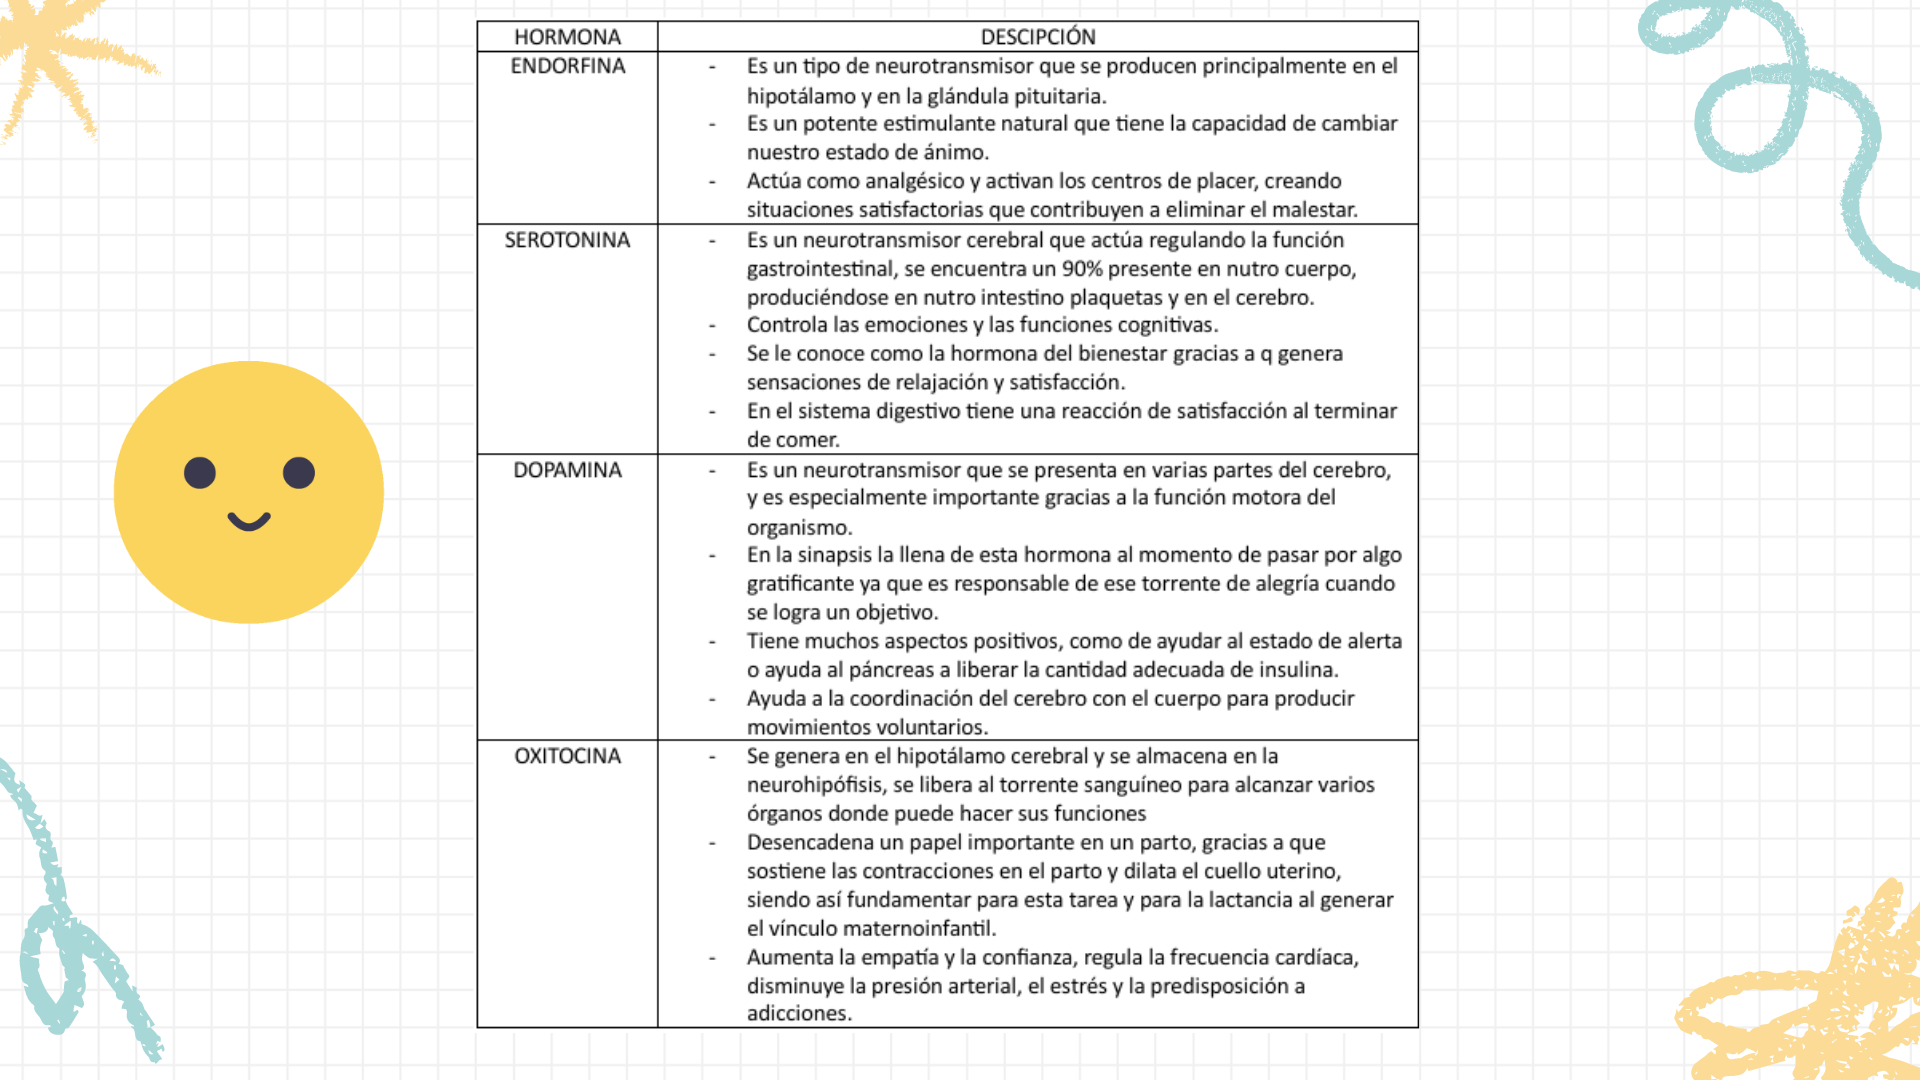 HORMONA DESCIPCIÓN
ENDORFINA - Es un tipo de neurotransmisor que se producen principalmente en el
hipotálamo y en la glándula pituitaria.
- Es un potente estimulante natural que tiene la capacidad de cambiar
nuestro estado de ánimo.
- Actúa como analgésico y activan los centros de placer, creando
situaciones satisfactorias que contribuyen a eliminar el malestar.
SEROTONINA - Es un neurotransmisor cerebral que actúa regulando la función
gastrointestinal, se encuentra un 90% presente en nutro cuerpo,
produciéndose en nutro intestino plaquetas y en el cerebro.
- Controla las emociones y las funciones cognitivas.
- Se le conoce como la hormona del bienestar gracias a q genera
sensaciones de relajación y satisfacción.
- En el sistema digestivo tiene una reacción de satisfacción al terminar
de comer.
DOPAMINA - Es un neurotransmisor que se presenta en varias partes del cerebro,
y es especialmente importante gracias a la función motora del
organismo.
- En la sinapsis la llena de esta hormona al momento de pasar por algo
gratificante ya que es responsable de ese torrente de alegría cuando
se logra un objetivo.
- Tiene muchos aspectos positivos, como de ayudar al estado de alerta
o ayuda al páncreas a liberar la cantidad adecuada de insulina.
- Ayuda a la coordinación del cerebro con el cuerpo para producir
movimientos voluntarios.
OXITOCINA - Se genera en el hipotálamo cerebral y se almacena en la
neurohipófisis, se libera al torrente sanguíneo para alcanzar varios
órganos donde puede hacer sus funciones
- Desencadena un papel importante en un parto, gracias a que
sostiene las contracciones en el parto y dilata el cuello uterino,
siendo así fundamentar para esta tarea y para la lactancia al generar
el vínculo maternoinfantil.
- Aumenta la empatía y la confianza, regula la frecuencia cardíaca,
disminuye la presión arterial, el estrés y la predisposición a
adicciones.